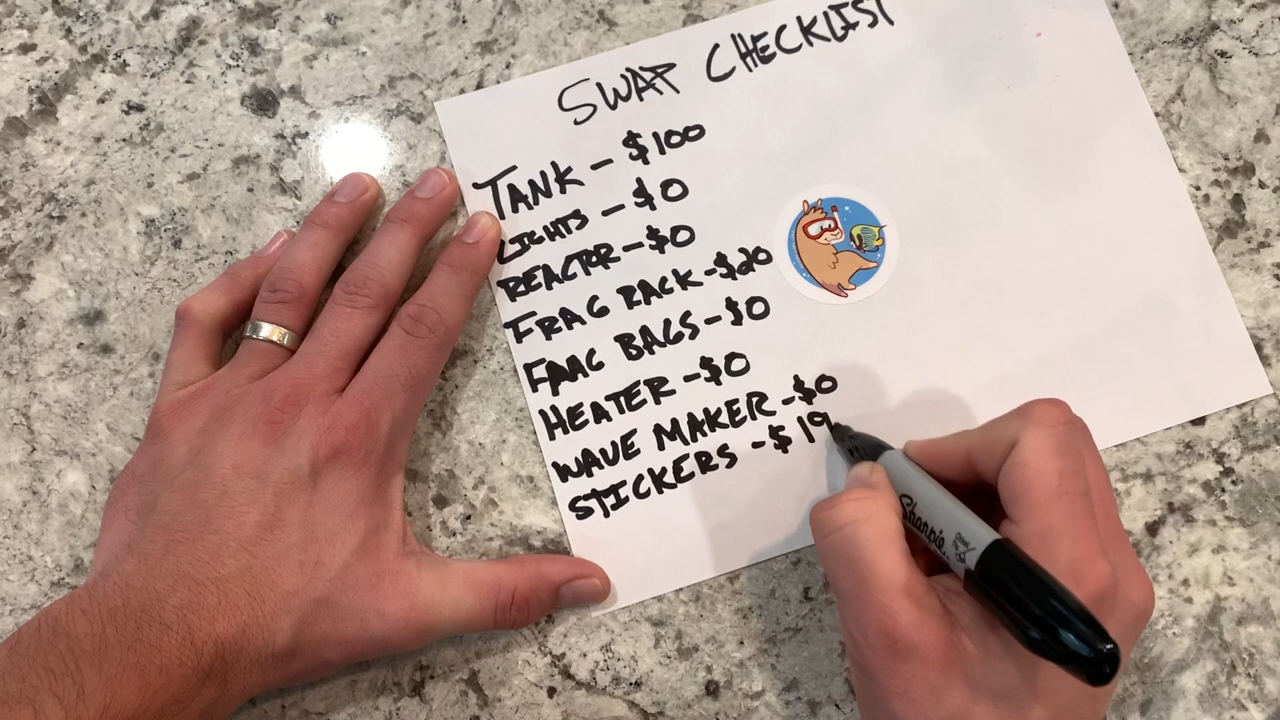 SWAP CHECKLIST
TANK - $100
LIGHTS - $0
REACTOR - $0
FRAG RACK - $20
FRAG BAGS - $0
HEATER - $0
WAVE MAKER - $0
STICKERS - $19
Sharpie